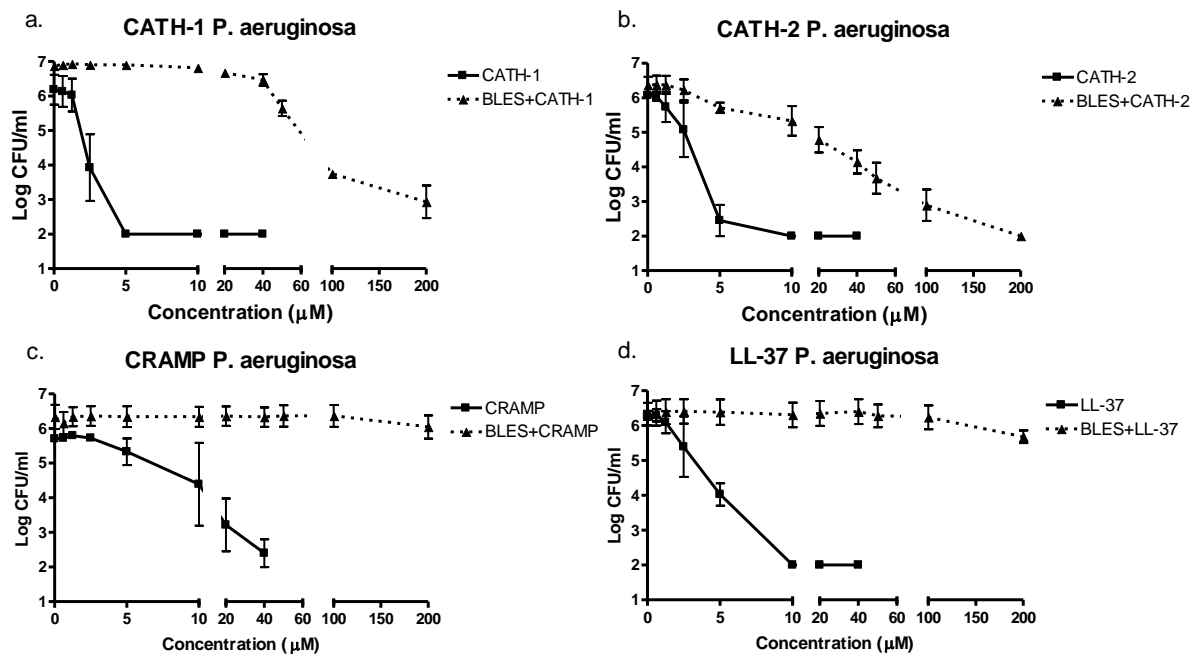 a.
CATH-1 P. aeruginosa
7
6
5
4
3
2
1
Log CFU/ml
0 5 10 20 40 60 100 150 200
Concentration (μM)
CATH-1
BLES+CATH-1
b.
CATH-2 P. aeruginosa
7
6
5
4
3
2
1
Log CFU/ml
0 5 10 20 40 60 100 150 200
Concentration (μM)
CATH-2
BLES+CATH-2
c.
CRAMP P. aeruginosa
7
6
5
4
3
2
1
Log CFU/ml
0 5 10 20 40 60 100 150 200
Concentration (μM)
CRAMP
BLES+CRAMP
d.
LL-37 P. aeruginosa
7
6
5
4
3
2
1
Log CFU/ml
0 5 10 20 40 60 100 150 200
Concentration (μM)
LL-37
BLES+LL-37